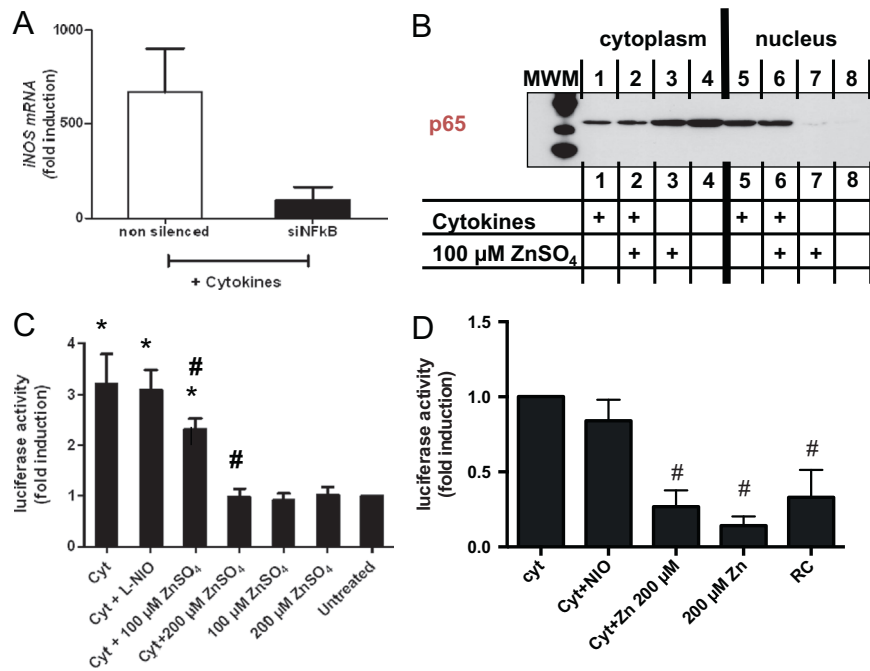 A
iNOS mRNA
(fold induction)
1000
500
0
non silenced
siNFkB
+ Cytokines
B
cytoplasm nucleus
MWM 1 2 3 4 5 6 7 8
p65
1 2 3 4 5 6 7 8
Cytokines + + + +
100 µM ZnSO4 + + + +
C
luciferase activity
(fold induction)
4
3
2
1
0
*
*
#
*
#
Cyt
Cyt + L-NIO
Cyt + 100 µM ZnSO4
Cyt+200 µM ZnSO4
100 µM ZnSO4
200 µM ZnSO4
Untreated
D
luciferase activity
(fold induction)
1.5
1.0
0.5
0.0
#
#
#
cyt
Cyt+NIO
Cyt+Zn 200 µM
200 µM Zn
RC